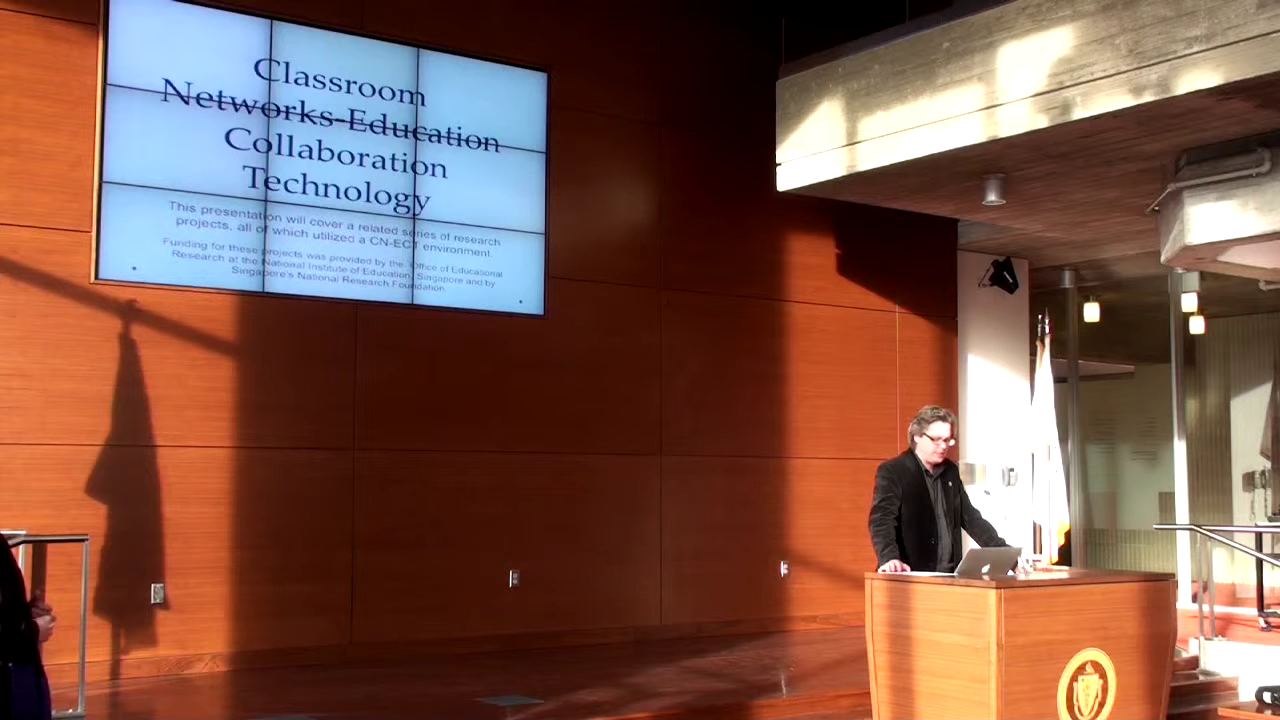 Classroom
Networks-Education
Collaboration
Technology
This presentation will cover a related series of research
projects, all of which utilized a CN-ECT environment.
Funding for these projects was provided by the Office of Educational
Research at the National Institute of Education, Singapore and by
Singapore's National Research Foundation.